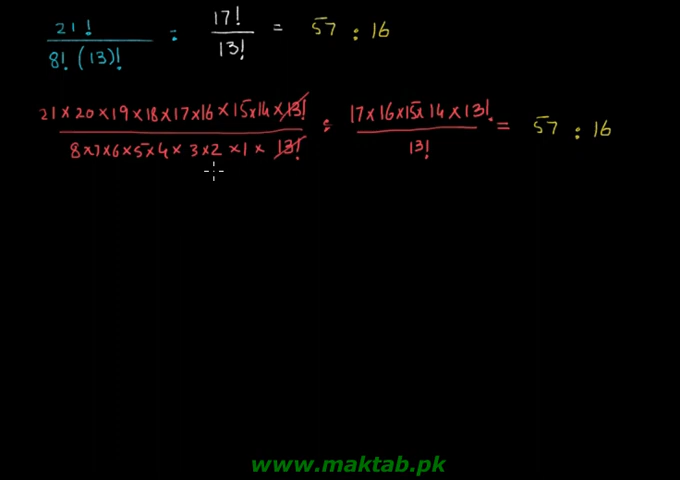 21! / 8! (13)! : 17! / 13! = 57 : 16
21 × 20 × 19 × 18 × 17 × 16 × 15 × 14 × 13! / 8 × 7 × 6 × 5 × 4 × 3 × 2 × 1 × 13! : 17 × 16 × 15 × 14 × 13! / 13! = 57 : 16
www.maktab.pk